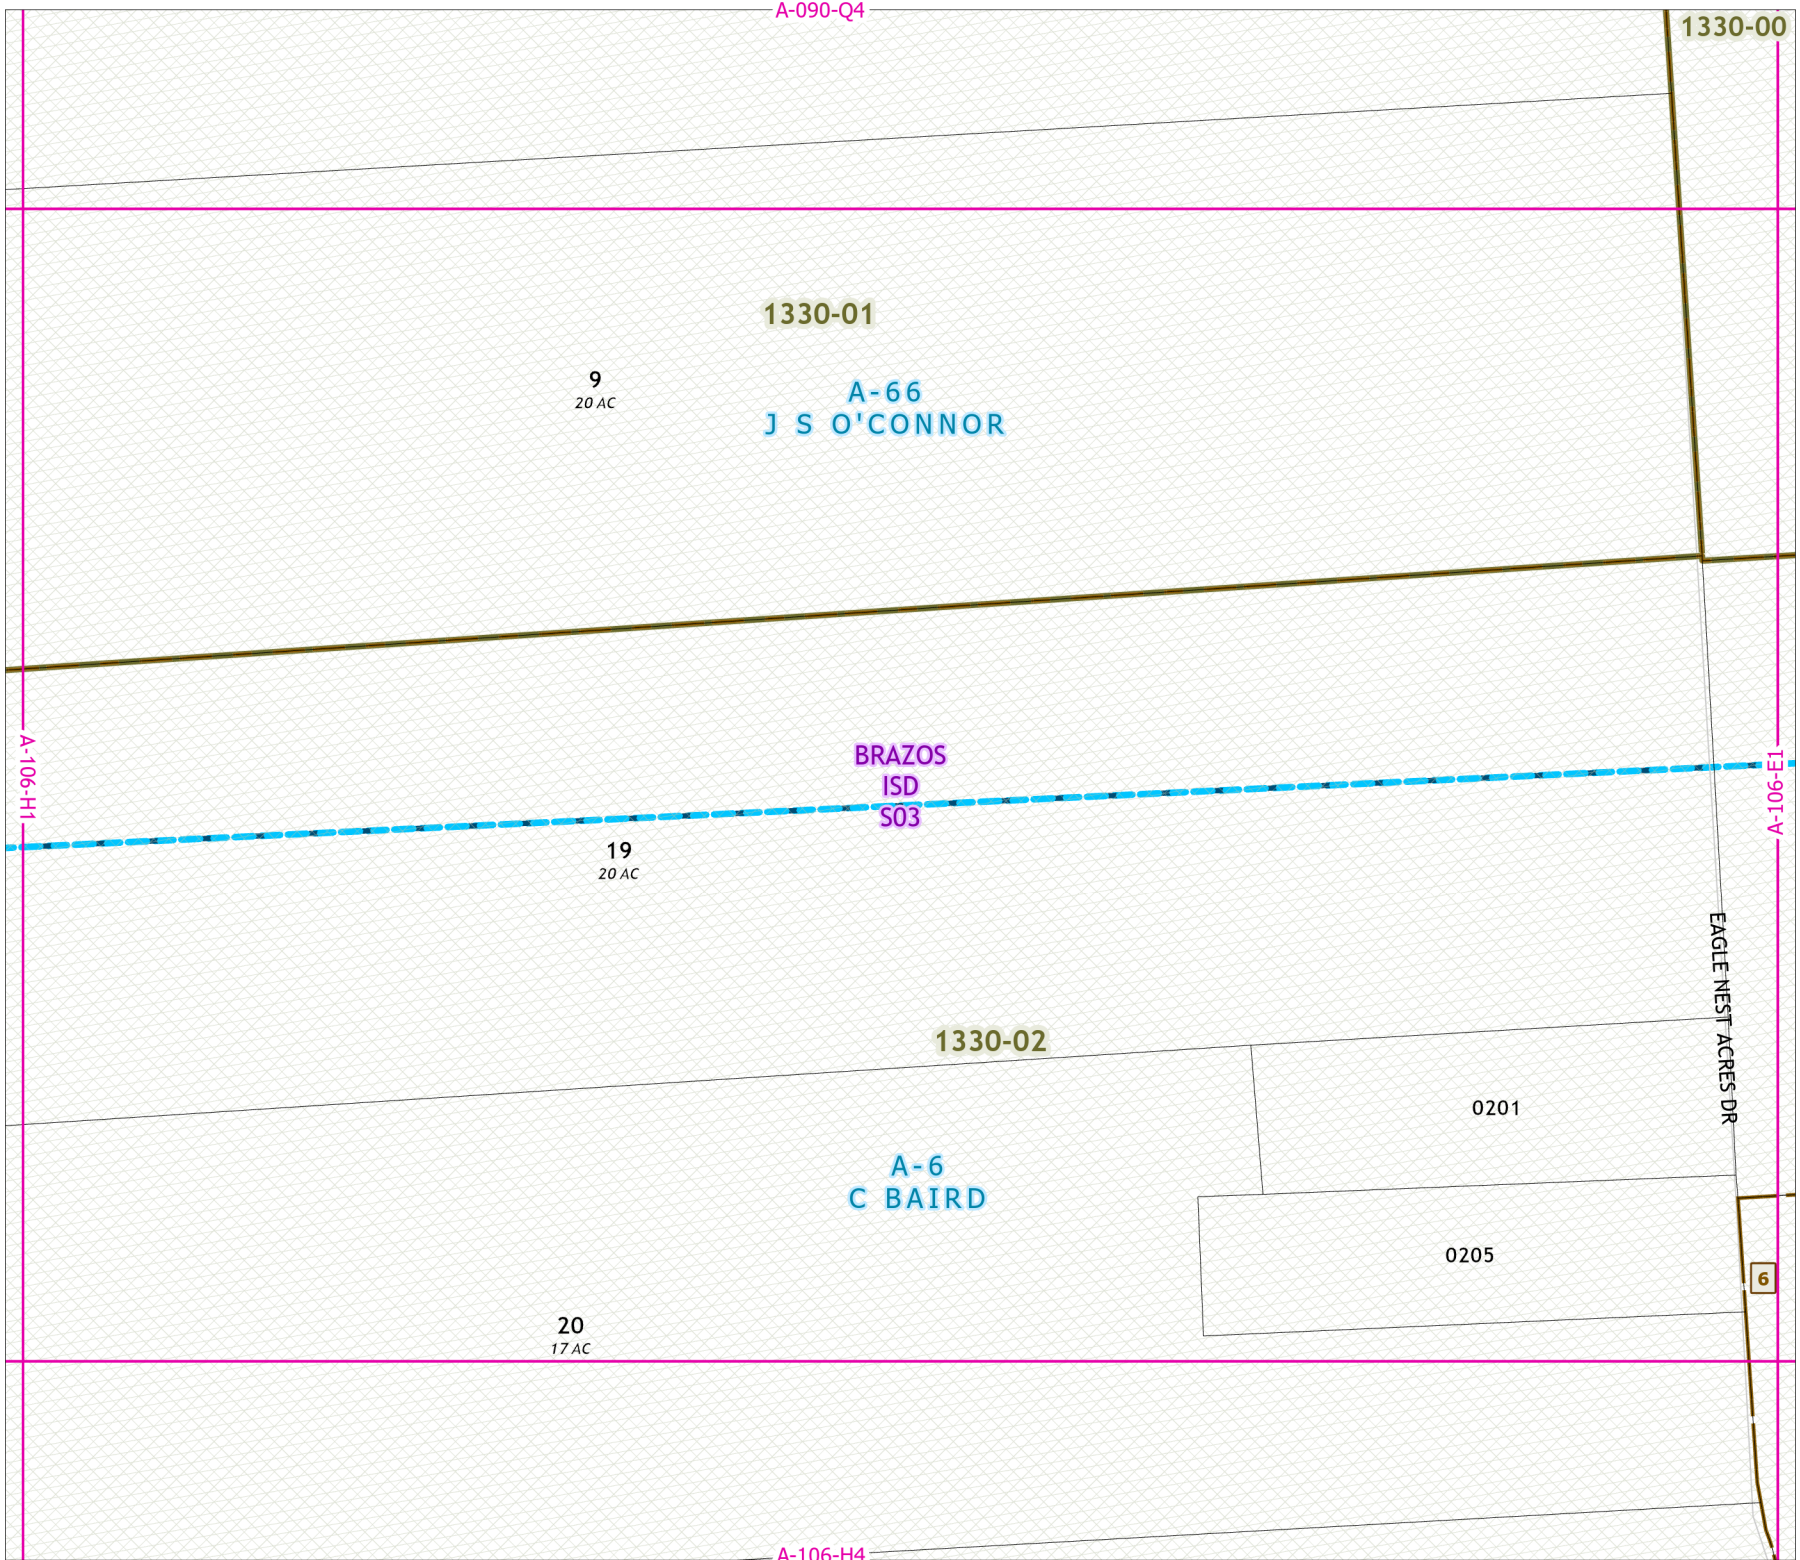 A-090-Q4
1330-00
1330-01
9
20 AC
A-66
J S O'CONNOR
A-106-H1
BRAZOS
ISD
S03
A-106-E1
19
20 AC
EAGLE NEST ACRES DR
1330-02
0201
A-6
C BAIRD
0205
6
20
17 AC
A-106-H4